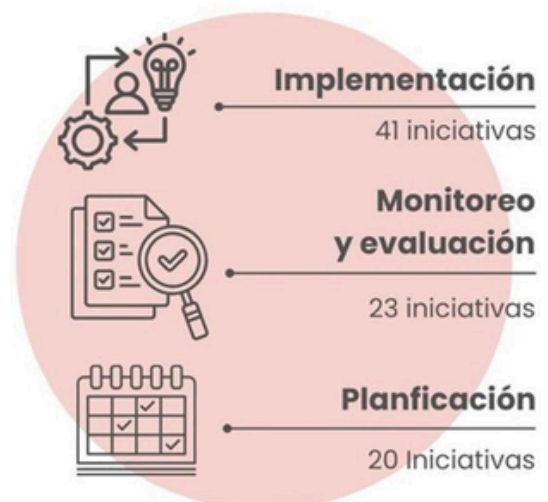 Implementación
41 iniciativas
Monitoreo
y evaluación
23 iniciativas
Planficación
20 Iniciativas